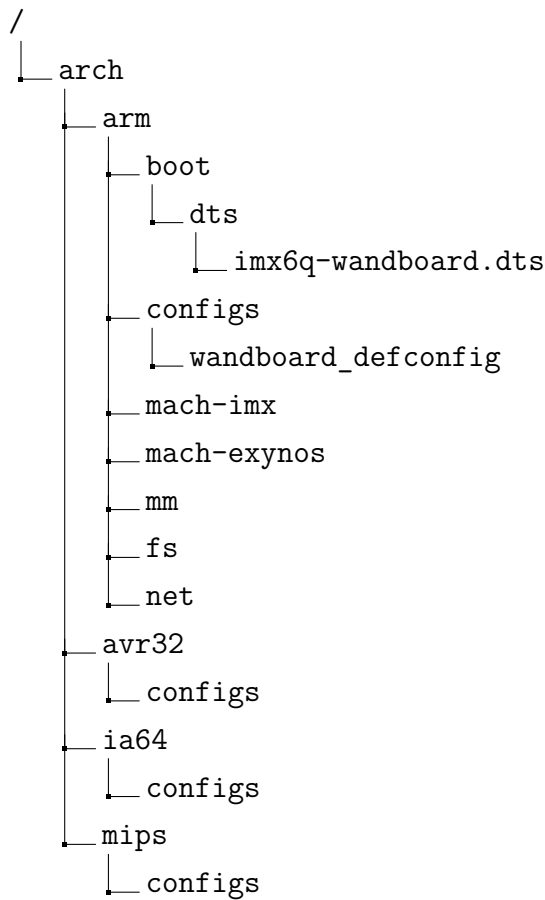 /
arch
arm
boot
dts
imx6q-wandboard.dts
configs
wandboard_defconfig
mach-imx
mach-exynos
mm
fs
net
avr32
configs
ia64
configs
mips
configs